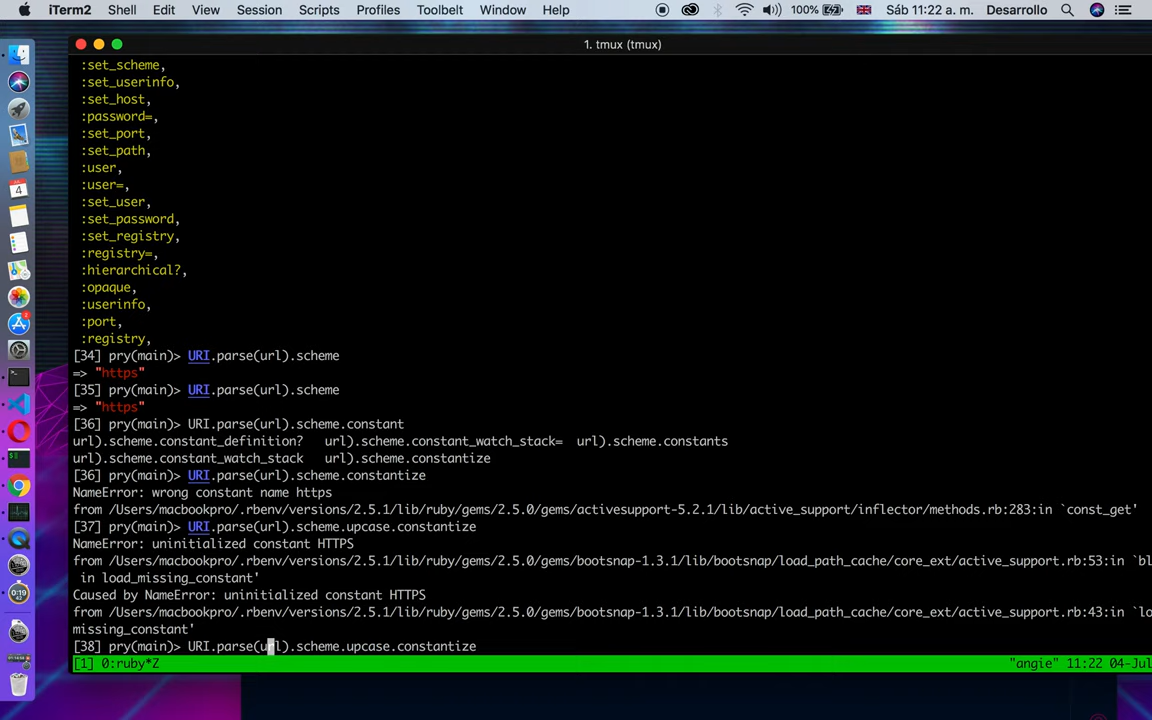 iTerm2 Shell Edit View Session Scripts Profiles Toolbelt Window Help 100% Sáb 11:22 a. m. Desarrollo
1. tmux (tmux)
:set_scheme,
:set_userinfo,
:set_host,
:password=,
:set_port,
:set_path,
:user,
:user=,
:set_user,
:set_password,
:set_registry,
:registry=,
:hierarchical?,
:opaque,
:userinfo,
:port,
:registry,
[34] pry(main)> URI.parse(url).scheme
=> "https"
[35] pry(main)> URI.parse(url).scheme
=> "https"
[36] pry(main)> URI.parse(url).scheme.constant
url).scheme.constant_definition? url).scheme.constant_watch_stack= url).scheme.constants
url).scheme.constant_watch_stack url).scheme.constantize
[36] pry(main)> URI.parse(url).scheme.constantize
NameError: wrong constant name https
from /Users/macbookpro/.rbenv/versions/2.5.1/lib/ruby/gems/2.5.0/gems/activesupport-5.2.1/lib/active_support/inflector/methods.rb:283:in `const_get'
[37] pry(main)> URI.parse(url).scheme.upcase.constantize
NameError: uninitialized constant HTTPS
from /Users/macbookpro/.rbenv/versions/2.5.1/lib/ruby/gems/2.5.0/gems/bootsnap-1.3.1/lib/bootsnap/load_path_cache/core_ext/active_support.rb:53:in `bl
in load_missing_constant'
Caused by NameError: uninitialized constant HTTPS
from /Users/macbookpro/.rbenv/versions/2.5.1/lib/ruby/gems/2.5.0/gems/bootsnap-1.3.1/lib/bootsnap/load_path_cache/core_ext/active_support.rb:43:in `lo
missing_constant'
[38] pry(main)> URI.parse(url).scheme.upcase.constantize
[1] 0:ruby*Z "angie" 11:22 04-Jul